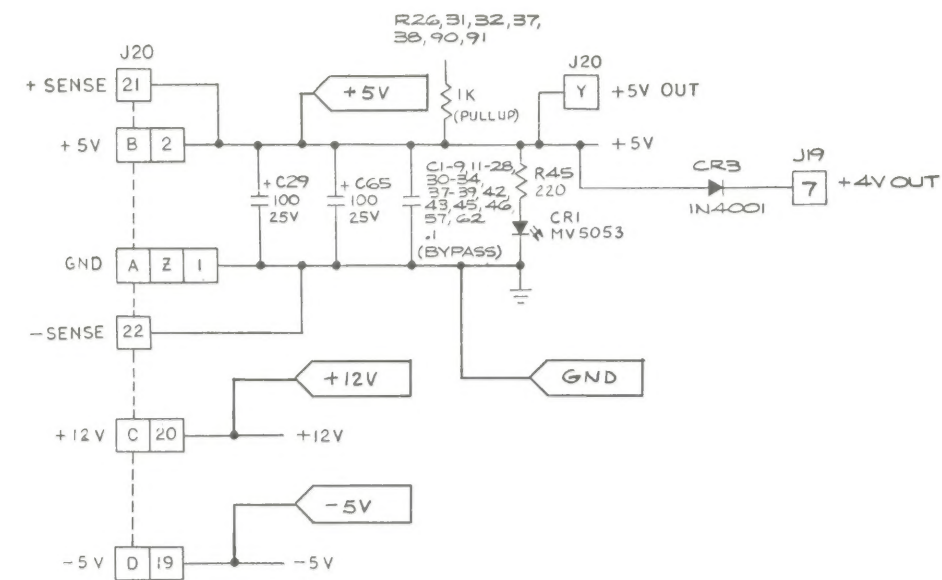 R26, 31, 32, 37,
38, 90, 91
J20
+ SENSE 21
+5V
1K
(PULLUP)
J20
Y +5V OUT
+5V B 2
+5V
C29
+
100
25V
C65
+
100
25V
C1-9, 11-28,
30-34,
37-39, 42,
43, 45, 46,
57, 62
.1
(BYPASS)
R45
220
CR1
MV5053
CR3
1N4001
J19
7 +4V OUT
GND A Z 1
-SENSE 22
+12V
GND
+12V C 20
+12V
-5V
-5V D 19
-5V